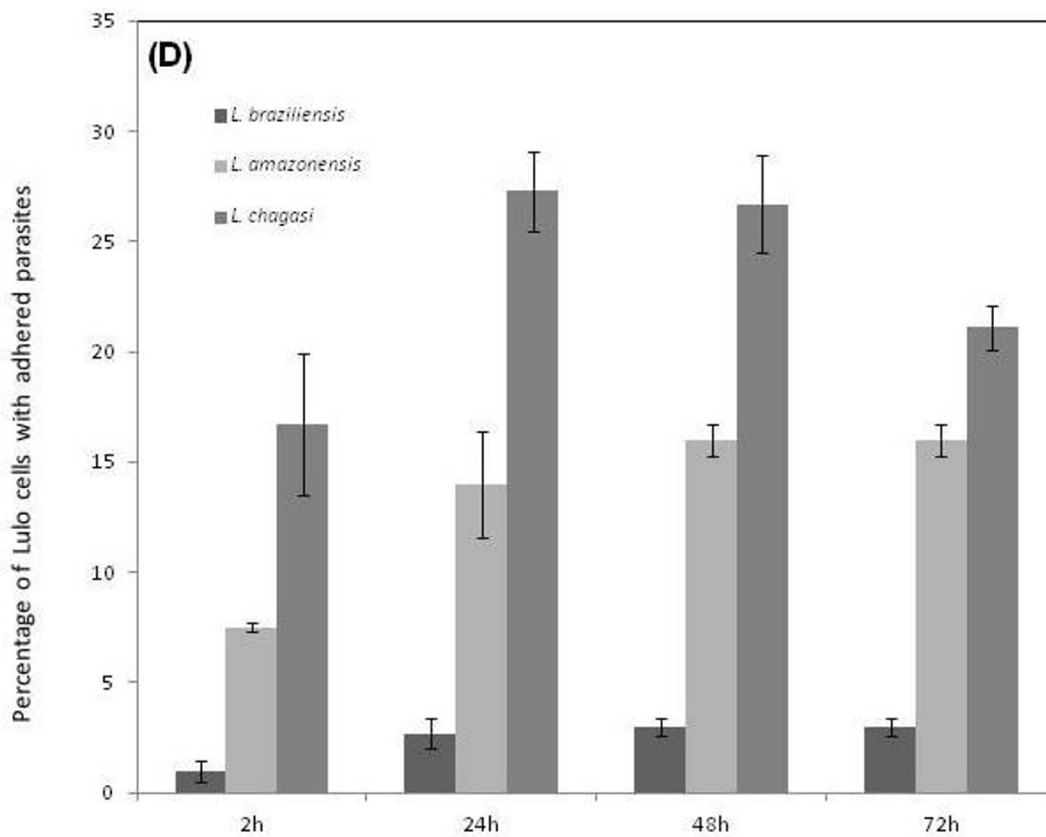 (D)
L. braziliensis
L. amazonensis
L. chagasi
Percentage of Lulo cells with adhered parasites
35
30
25
20
15
10
5
0
2h 24h 48h 72h